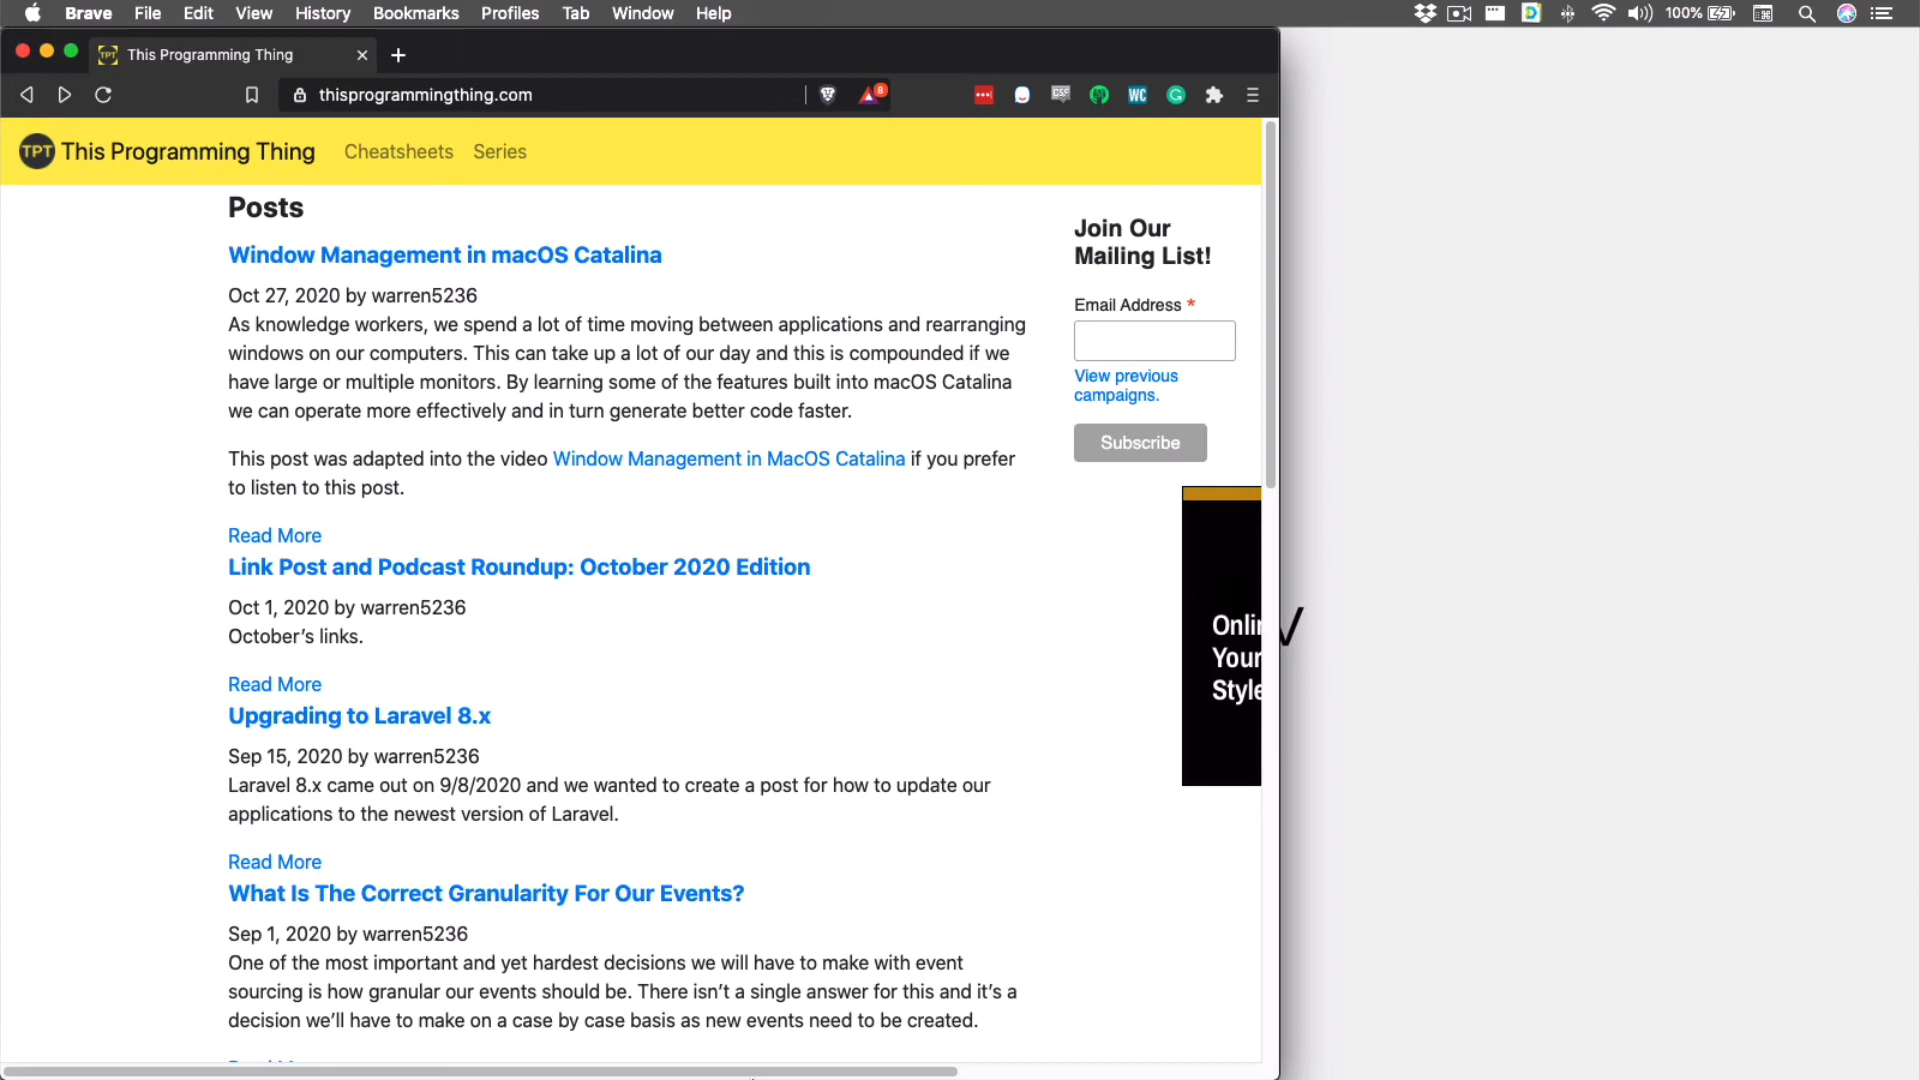 Brave File Edit View History Bookmarks Profiles Tab Window Help 100%
This Programming Thing
thisprogrammingthing.com 8 CSF WC
TPT This Programming Thing Cheatsheets Series
Posts
Window Management in macOS Catalina
Oct 27, 2020 by warren5236
As knowledge workers, we spend a lot of time moving between applications and rearranging
windows on our computers. This can take up a lot of our day and this is compounded if we
have large or multiple monitors. By learning some of the features built into macOS Catalina
we can operate more effectively and in turn generate better code faster.
This post was adapted into the video Window Management in MacOS Catalina if you prefer
to listen to this post.
Read More
Link Post and Podcast Roundup: October 2020 Edition
Oct 1, 2020 by warren5236
October's links.
Read More
Upgrading to Laravel 8.x
Sep 15, 2020 by warren5236
Laravel 8.x came out on 9/8/2020 and we wanted to create a post for how to update our
applications to the newest version of Laravel.
Read More
What Is The Correct Granularity For Our Events?
Sep 1, 2020 by warren5236
One of the most important and yet hardest decisions we will have to make with event
sourcing is how granular our events should be. There isn't a single answer for this and it's a
decision we'll have to make on a case by case basis as new events need to be created.
Join Our
Mailing List!
Email Address *
View previous
campaigns.
Subscribe
Your